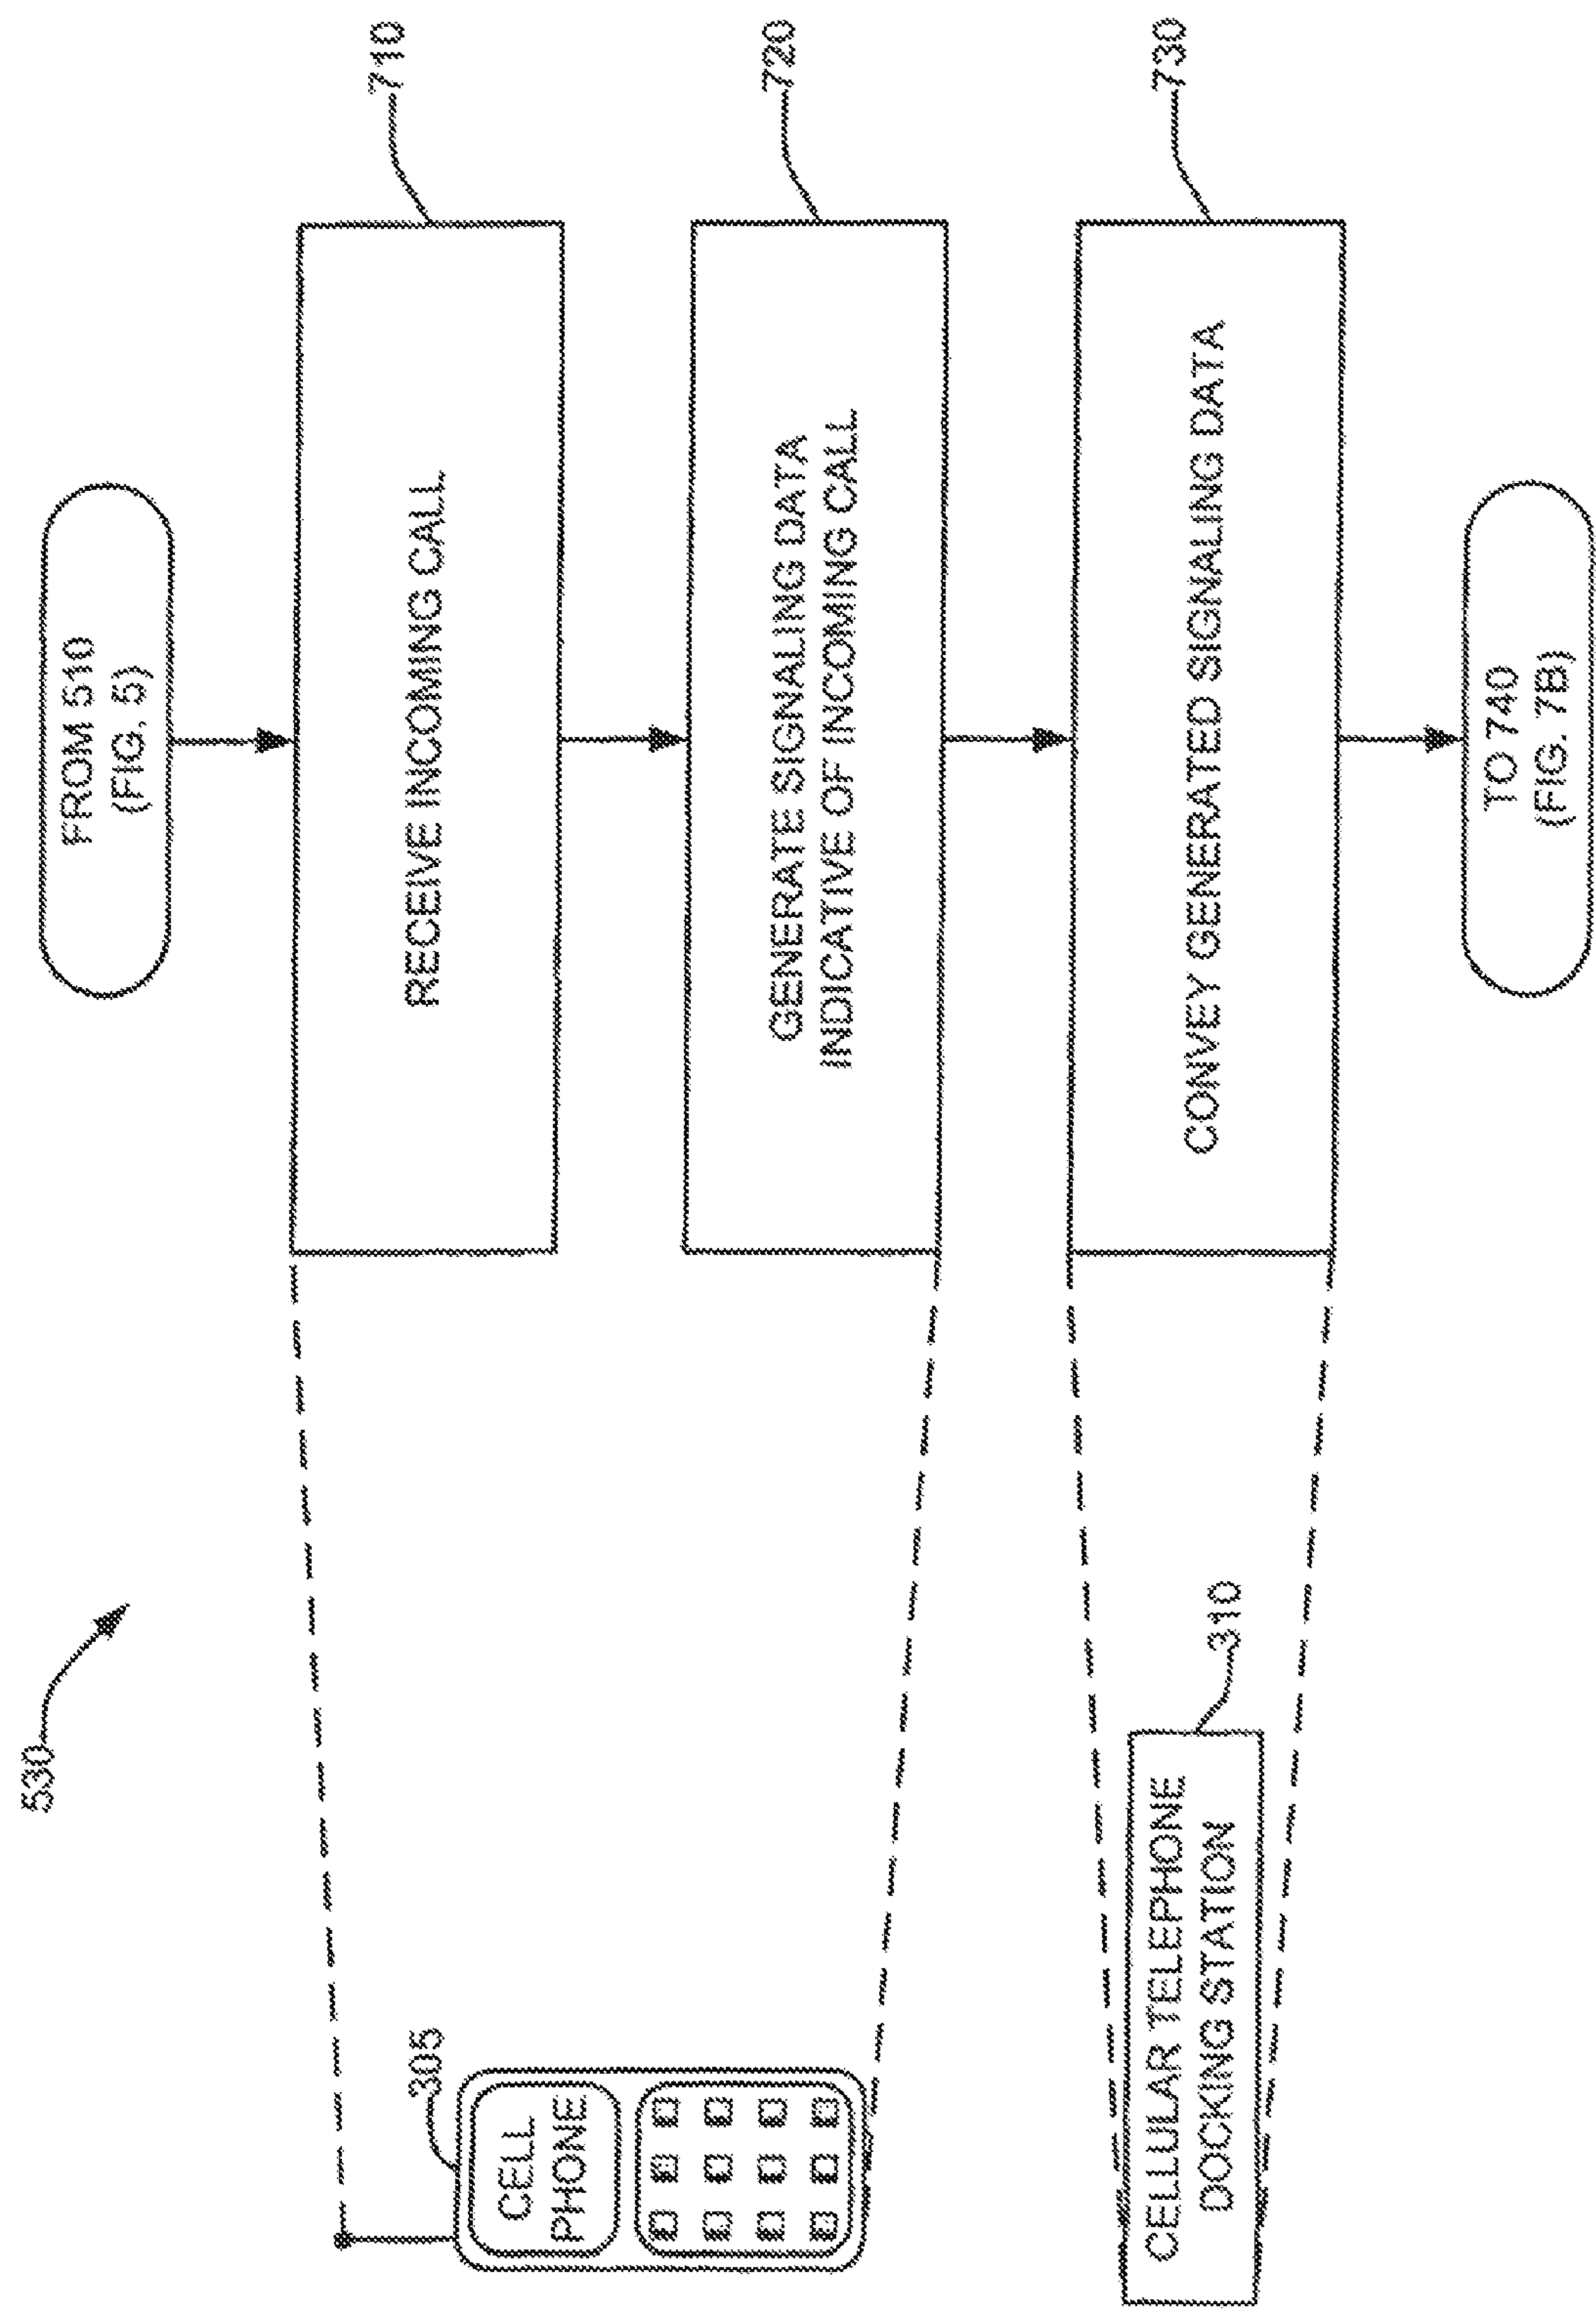 530
FROM 510
(FIG. 5)
RECEIVE INCOMING CALL
710
305
CELL
PHONE
GENERATE SIGNALING DATA
INDICATIVE OF INCOMING CALL
720
CELLULAR TELEPHONE
DOCKING STATION
310
CONVEY GENERATED SIGNALING DATA
730
TO 740
(FIG. 7B)